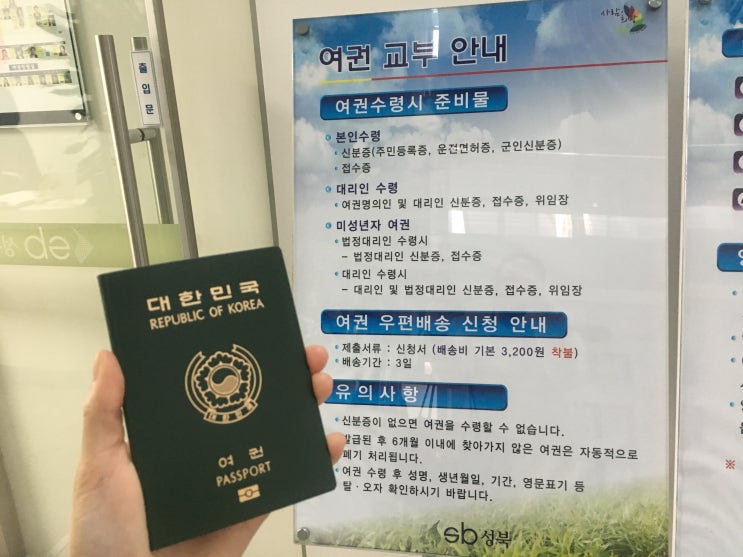 출입문
사람
희망
여권 교부 안내
여권수령시 준비물
본인수령
신분증(주민등록증, 운전면허증, 군인신분증)
접수증
대리인 수령
여권명의인 및 대리인 신분증, 접수증, 위임장
미성년자 여권
법정대리인 수령시
- 법정대리인 신분증, 접수증
대리인 수령시
- 대리인 및 법정대리인 신분증, 접수증, 위임장
여권 우편배송 신청 안내
제출서류 : 신청서 (배송비 기본 3,200원 착불)
배송기간 : 3일
유의사항
신분증이 없으면 여권을 수령할 수 없습니다.
발급된 후 6개월 이내에 찾아가지 않은 여권은 자동적으로
폐기 처리됩니다.
여권 수령 후 성명, 생년월일, 기간, 영문표기 등
탈·오자 확인하시기 바랍니다.
sb 성북
대한민국
REPUBLIC OF KOREA
여권
PASSPORT
sb